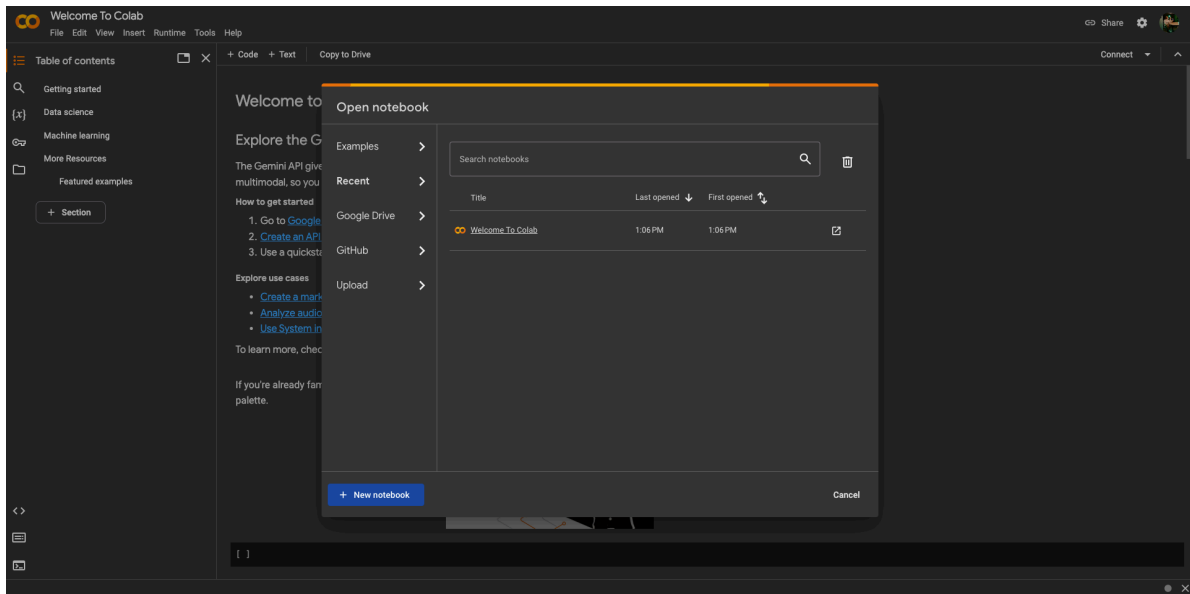 Welcome To Colab
File Edit View Insert Runtime Tools Help
Share
Table of contents
+ Code + Text Copy to Drive
Connect
Getting started
Data science
Machine learning
More Resources
Featured examples
+ Section
Welcome to
Explore the G
The Gemini API give
multimodal, so you
How to get started
1. Go to Google
2. Create an API
3. Use a quicksta
Explore use cases
• Create a mark
• Analyze audio
• Use System in
To learn more, chec
If you're already fam
palette.
Open notebook
Examples
Recent
Google Drive
GitHub
Upload
Search notebooks
Title Last opened First opened
Welcome To Colab 1:06 PM 1:06 PM
+ New notebook
Cancel
[ ]